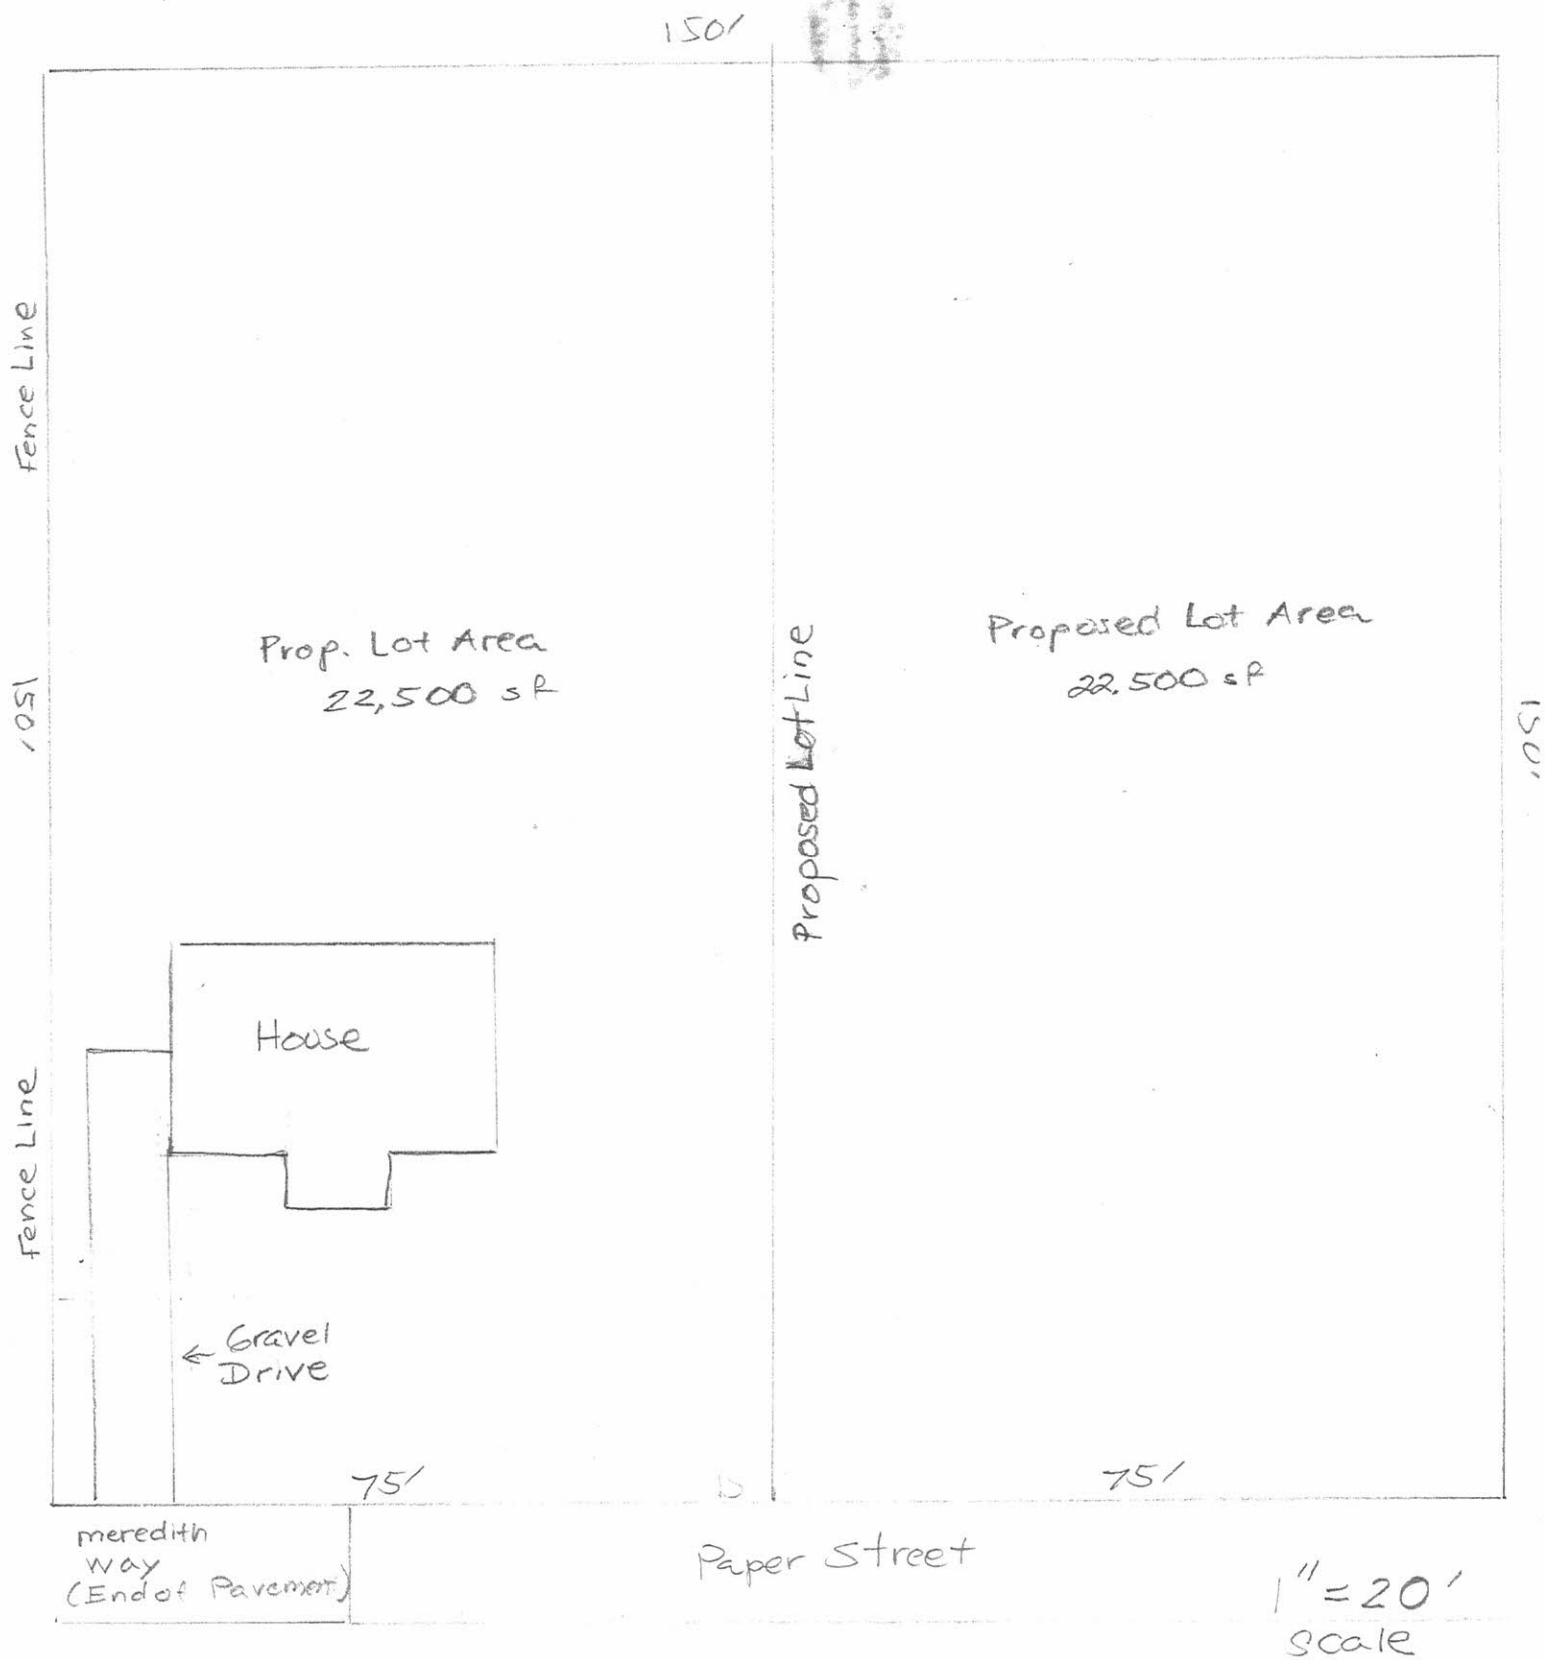 150'
Fence Line
Prop. Lot Area
22,500 sf
Proposed Lot Area
22,500 sf
150'
Proposed Lot Line
150'
House
Fence Line
← Gravel
Drive
75'
75'
meredith
way
(End of Pavement)
Paper Street
1" = 20'
scale